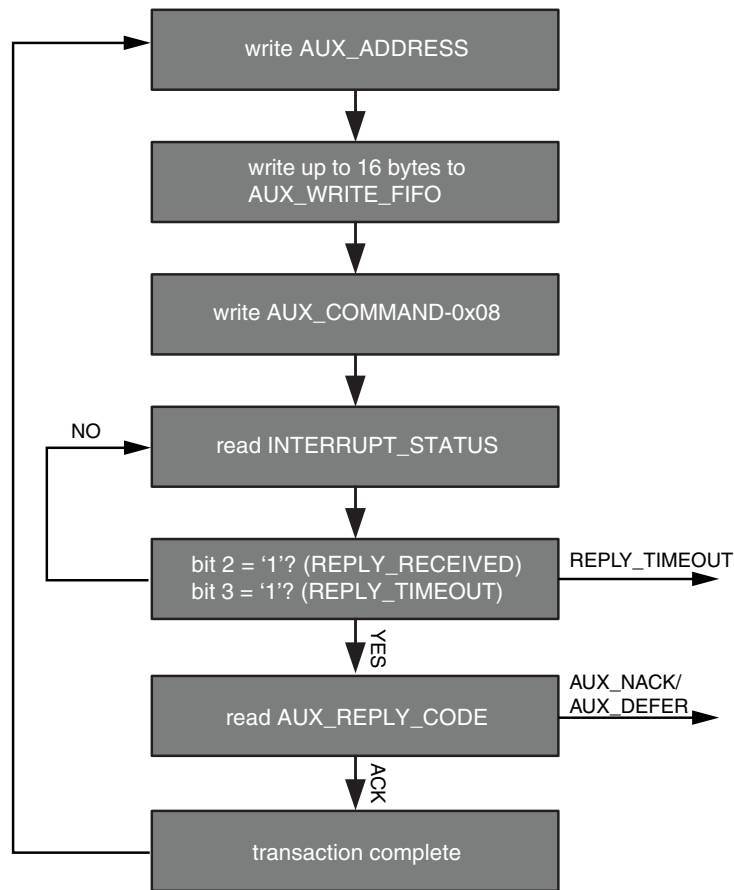 write AUX_ADDRESS
write up to 16 bytes to
AUX_WRITE_FIFO
write AUX_COMMAND-0x08
NO
read INTERRUPT_STATUS
bit 2 = ‘1’? (REPLY_RECEIVED)
bit 3 = ‘1’? (REPLY_TIMEOUT)
REPLY_TIMEOUT
YES
read AUX_REPLY_CODE
AUX_NACK/
AUX_DEFER
ACK
transaction complete